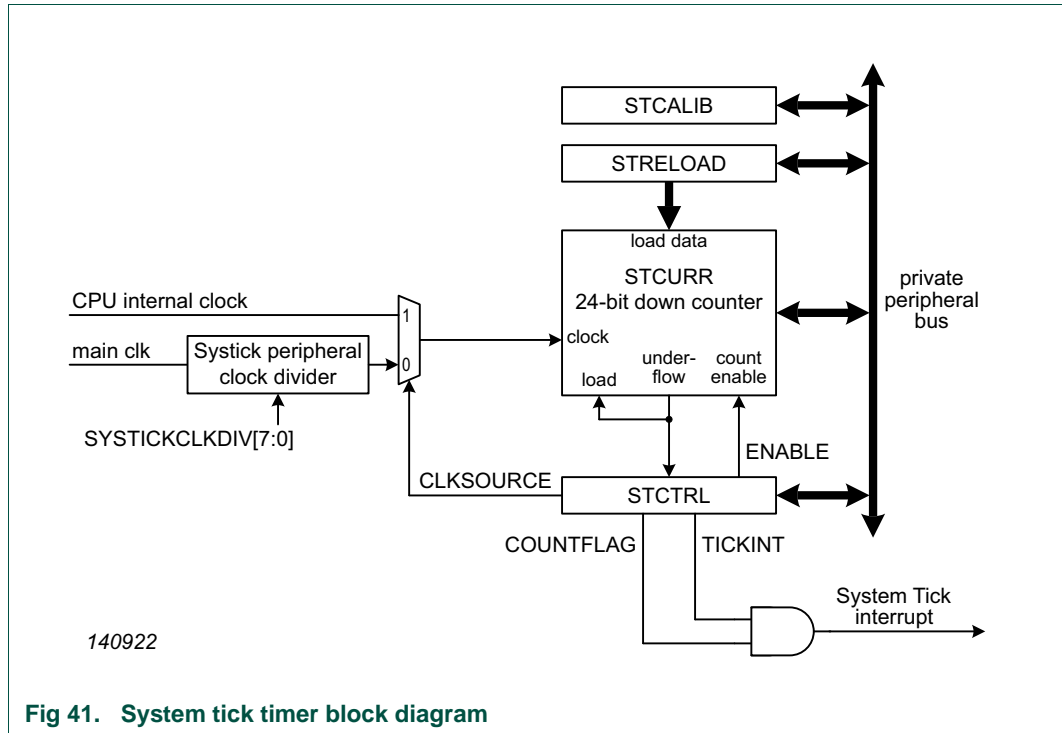 STCALIB
STRELOAD
load data
STCURR
24-bit down counter
private
peripheral
bus
CPU internal clock
1
clock
main clk
Systick peripheral
clock divider
0
under-
flow
count
enable
load
SYSTICKCLKDIV[7:0]
ENABLE
CLKSOURCE
STCTRL
COUNTFLAG
TICKINT
System Tick
interrupt
140922
Fig 41. System tick timer block diagram